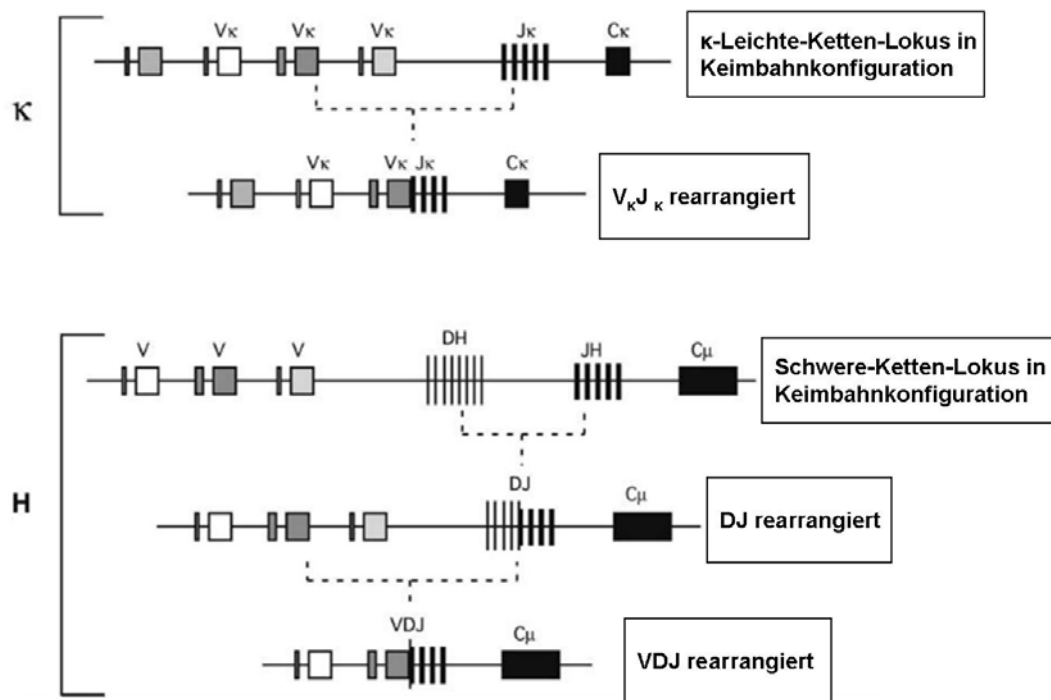 Vκ Vκ Vκ Jκ Cκ
κ-Leichte-Ketten-Lokus in
Keimbahnkonfiguration
κ
Vκ Vκ Jκ Cκ
VκJ κ rearrangiert
V V V DH JH Cμ
Schwere-Ketten-Lokus in
Keimbahnkonfiguration
H
DJ Cμ
DJ rearrangiert
VDJ Cμ
VDJ rearrangiert